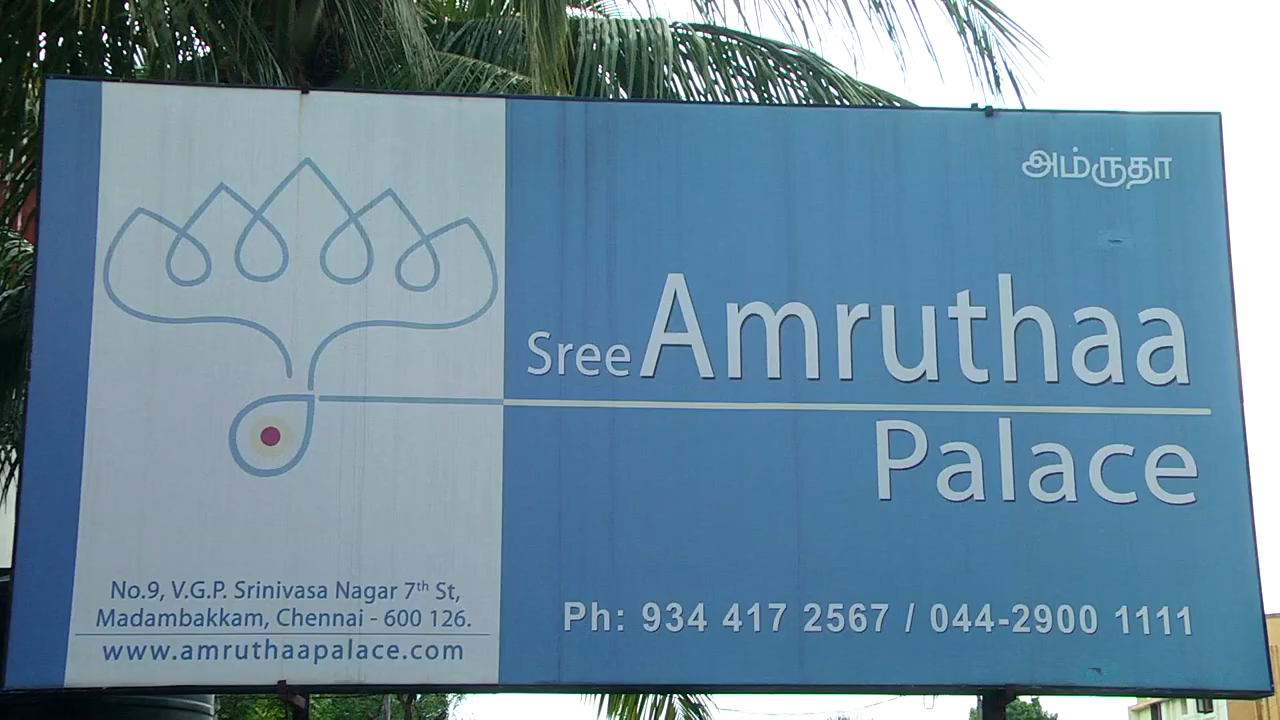 அம்ருதா
Sree Amruthaa
Palace
No.9, V.G.P. Srinivasa Nagar 7th St,
Madambakkam, Chennai - 600 126.
www.amruthaapalace.com
Ph: 934 417 2567 / 044-2900 1111